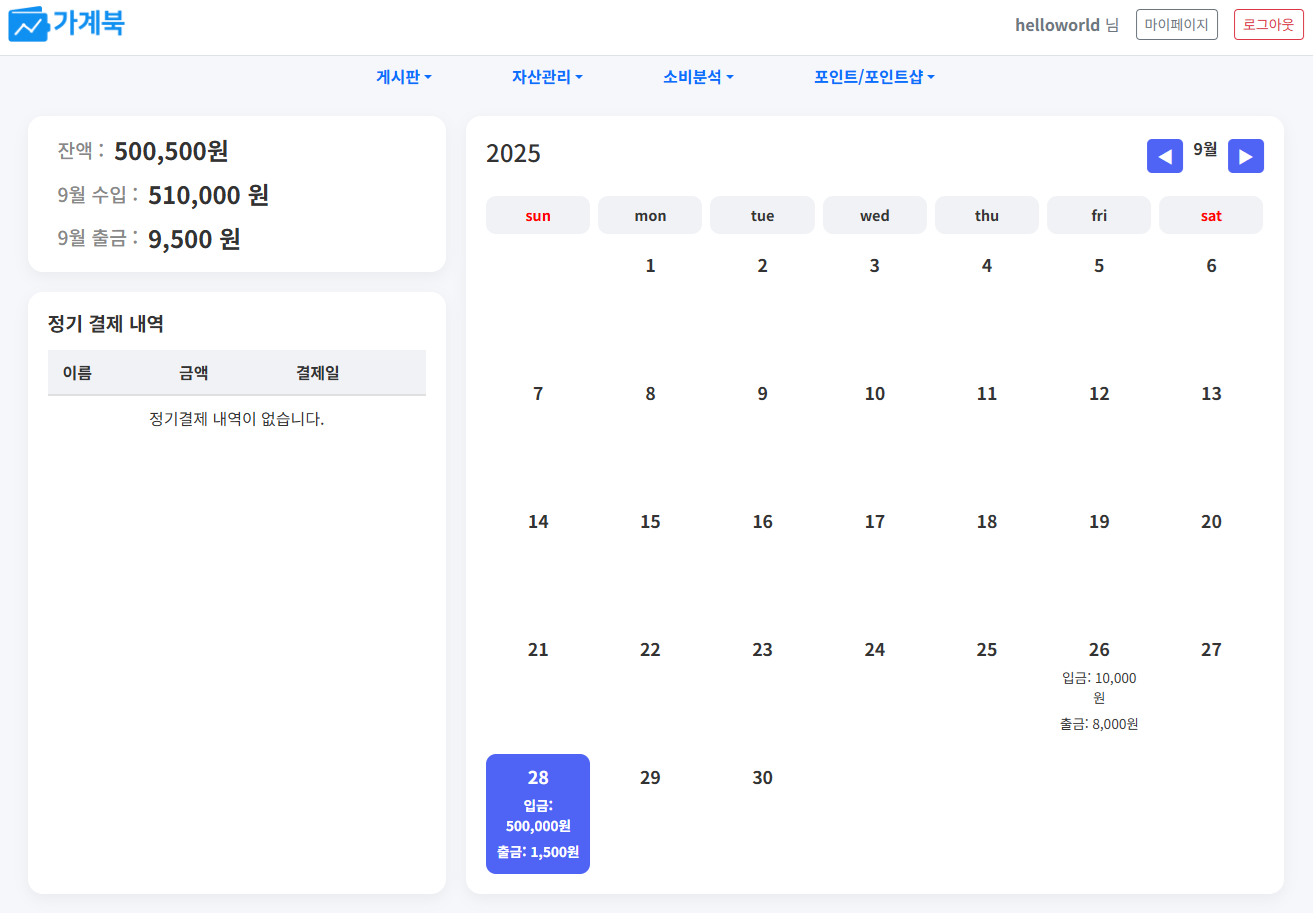 가계북
helloworld 님 마이페이지 로그아웃
게시판 자산관리 소비분석 포인트/포인트샵
잔액 : 500,500원
9월 수입 : 510,000 원
9월 출금 : 9,500 원
정기 결제 내역
이름 금액 결제일
정기결제 내역이 없습니다.
2025 ◀ 9월 ▶
sun mon tue wed thu fri sat
1 2 3 4 5 6
7 8 9 10 11 12 13
14 15 16 17 18 19 20
21 22 23 24 25 26 27
입금: 10,000
원
출금: 8,000원
28 29 30
입금:
500,000원
출금: 1,500원